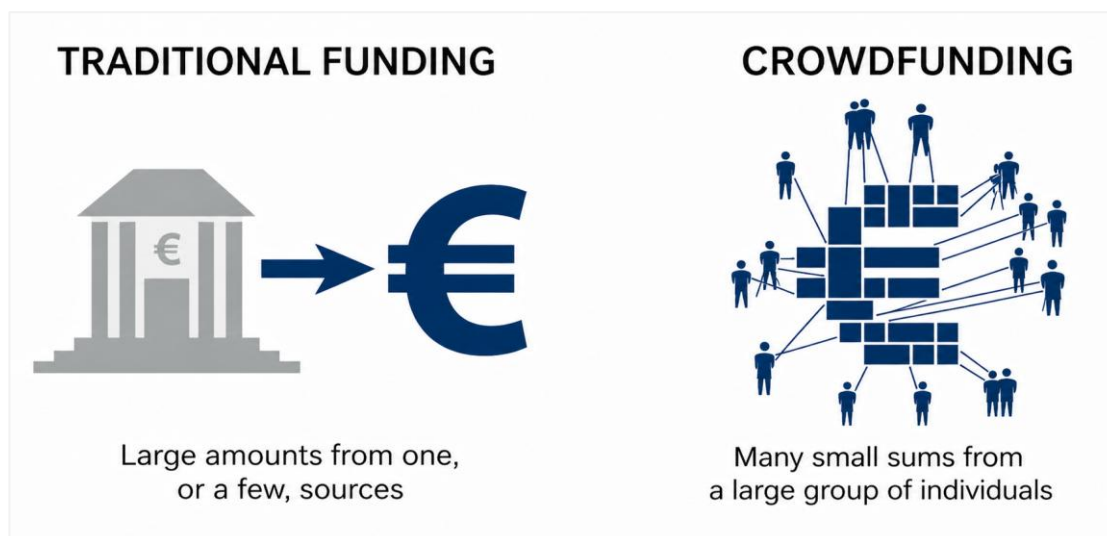 TRADITIONAL FUNDING
€
€
Large amounts from one,
or a few, sources
CROWDFUNDING
Many small sums from
a large group of individuals